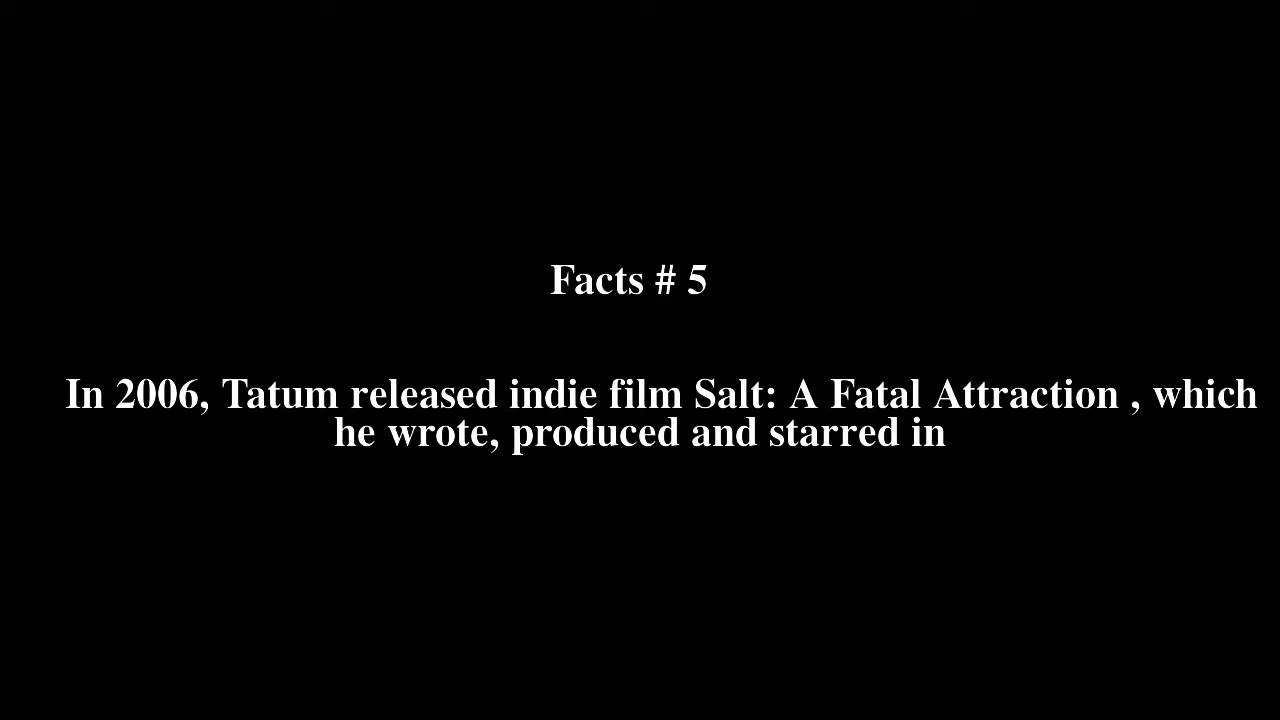 Facts # 5
In 2006, Tatum released indie film Salt: A Fatal Attraction , which
he wrote, produced and starred in